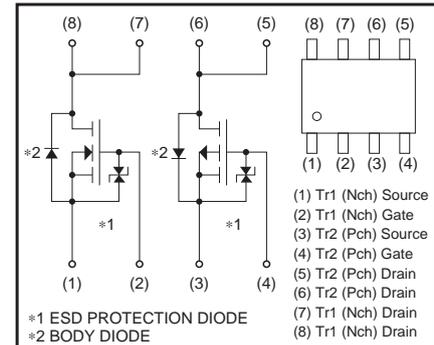 (8) (7) (6) (5)
(8) (7) (6) (5)
∗2 ∗2
∗1 ∗1
(1) (2) (3) (4)
(1) (2) (3) (4)
(1) Tr1 (Nch) Source
(2) Tr1 (Nch) Gate
(3) Tr2 (Pch) Source
(4) Tr2 (Pch) Gate
(5) Tr2 (Pch) Drain
(6) Tr2 (Pch) Drain
(7) Tr1 (Nch) Drain
(8) Tr1 (Nch) Drain
∗1 ESD PROTECTION DIODE
∗2 BODY DIODE